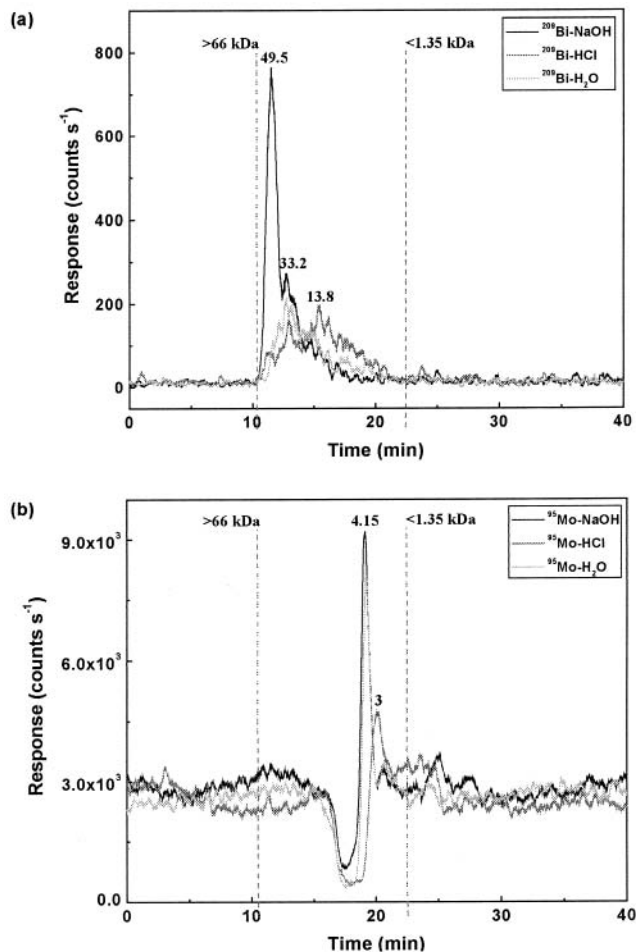 (a)
>66 kDa
<1.35 kDa
²⁰⁹Bi-NaOH
²⁰⁹Bi-HCl
²⁰⁹Bi-H₂O
49.5
33.2
13.8
800
600
400
200
0
Response (counts s⁻¹)
0 10 20 30 40
Time (min)
(b)
>66 kDa
4.15
<1.35 kDa
⁹⁵Mo-NaOH
⁹⁵Mo-HCl
⁹⁵Mo-H₂O
3
9.0x10³
6.0x10³
3.0x10³
0.0
Response (counts s⁻¹)
0 10 20 30 40
Time (min)